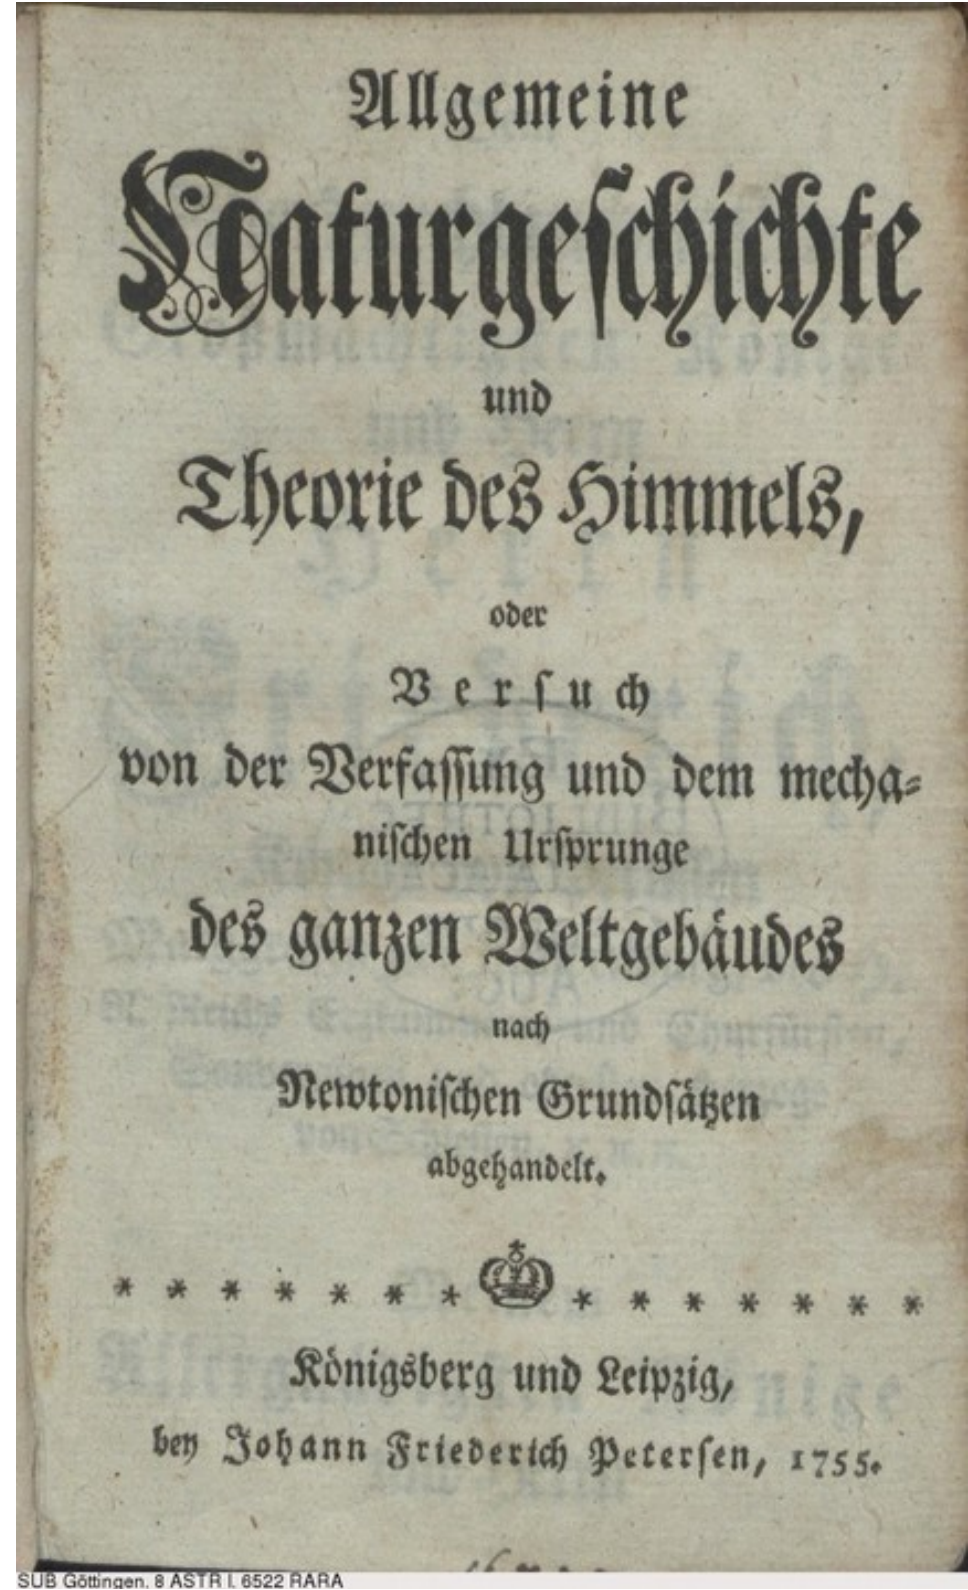 Allgemeine
Naturgeschichte
und
Theorie des Himmels,
oder
Versuch
von der Verfassung und dem mecha-
nischen Ursprunge
des ganzen Weltgebäudes
nach
Newtonischen Grundsätzen
abgehandelt.
Königsberg und Leipzig,
bey Johann Friederich Petersen, 1755.
SUB Göttingen, 8 ASTR I, 6522 RARA